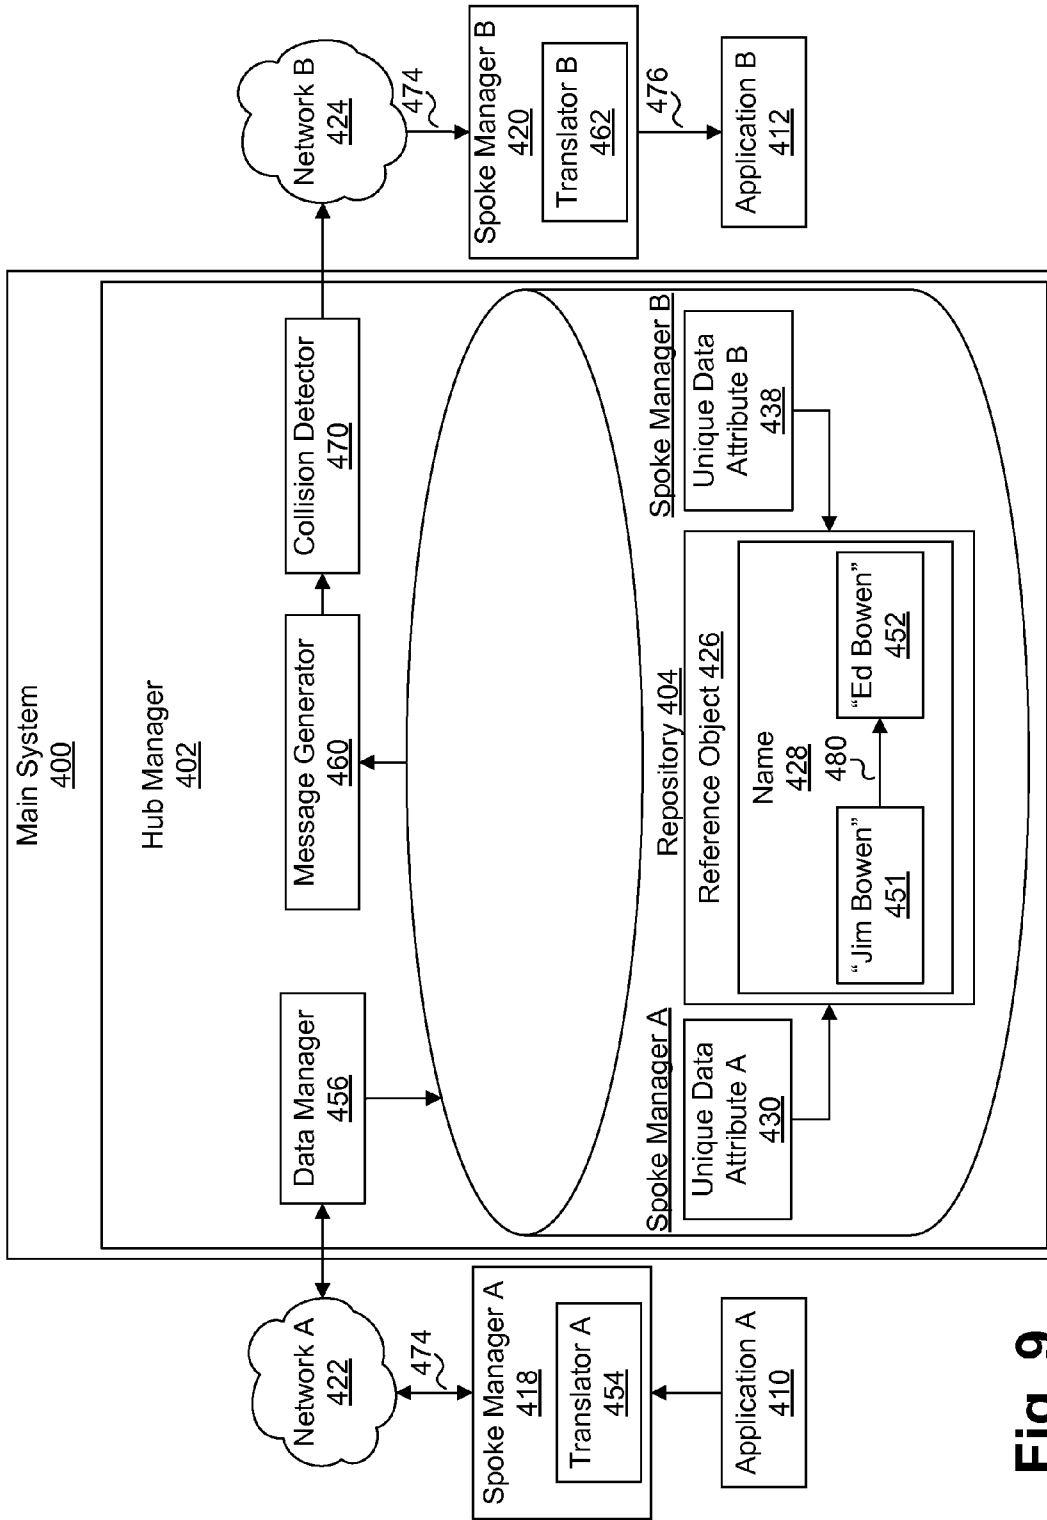 Main System
400
Hub Manager
402
Network A
422
474
Spoke Manager A
418
Translator A
454
Application A
410
Data Manager
456
Message Generator
460
Collision Detector
470
Network B
424
474
Spoke Manager B
420
Translator B
462
476
Application B
412
Repository 404
Spoke Manager A
Unique Data
Attribute A
430
Reference Object 426
Name
428
480
“Jim Bowen”
451
“Ed Bowen”
452
Spoke Manager B
Unique Data
Attribute B
438
Fig. 9